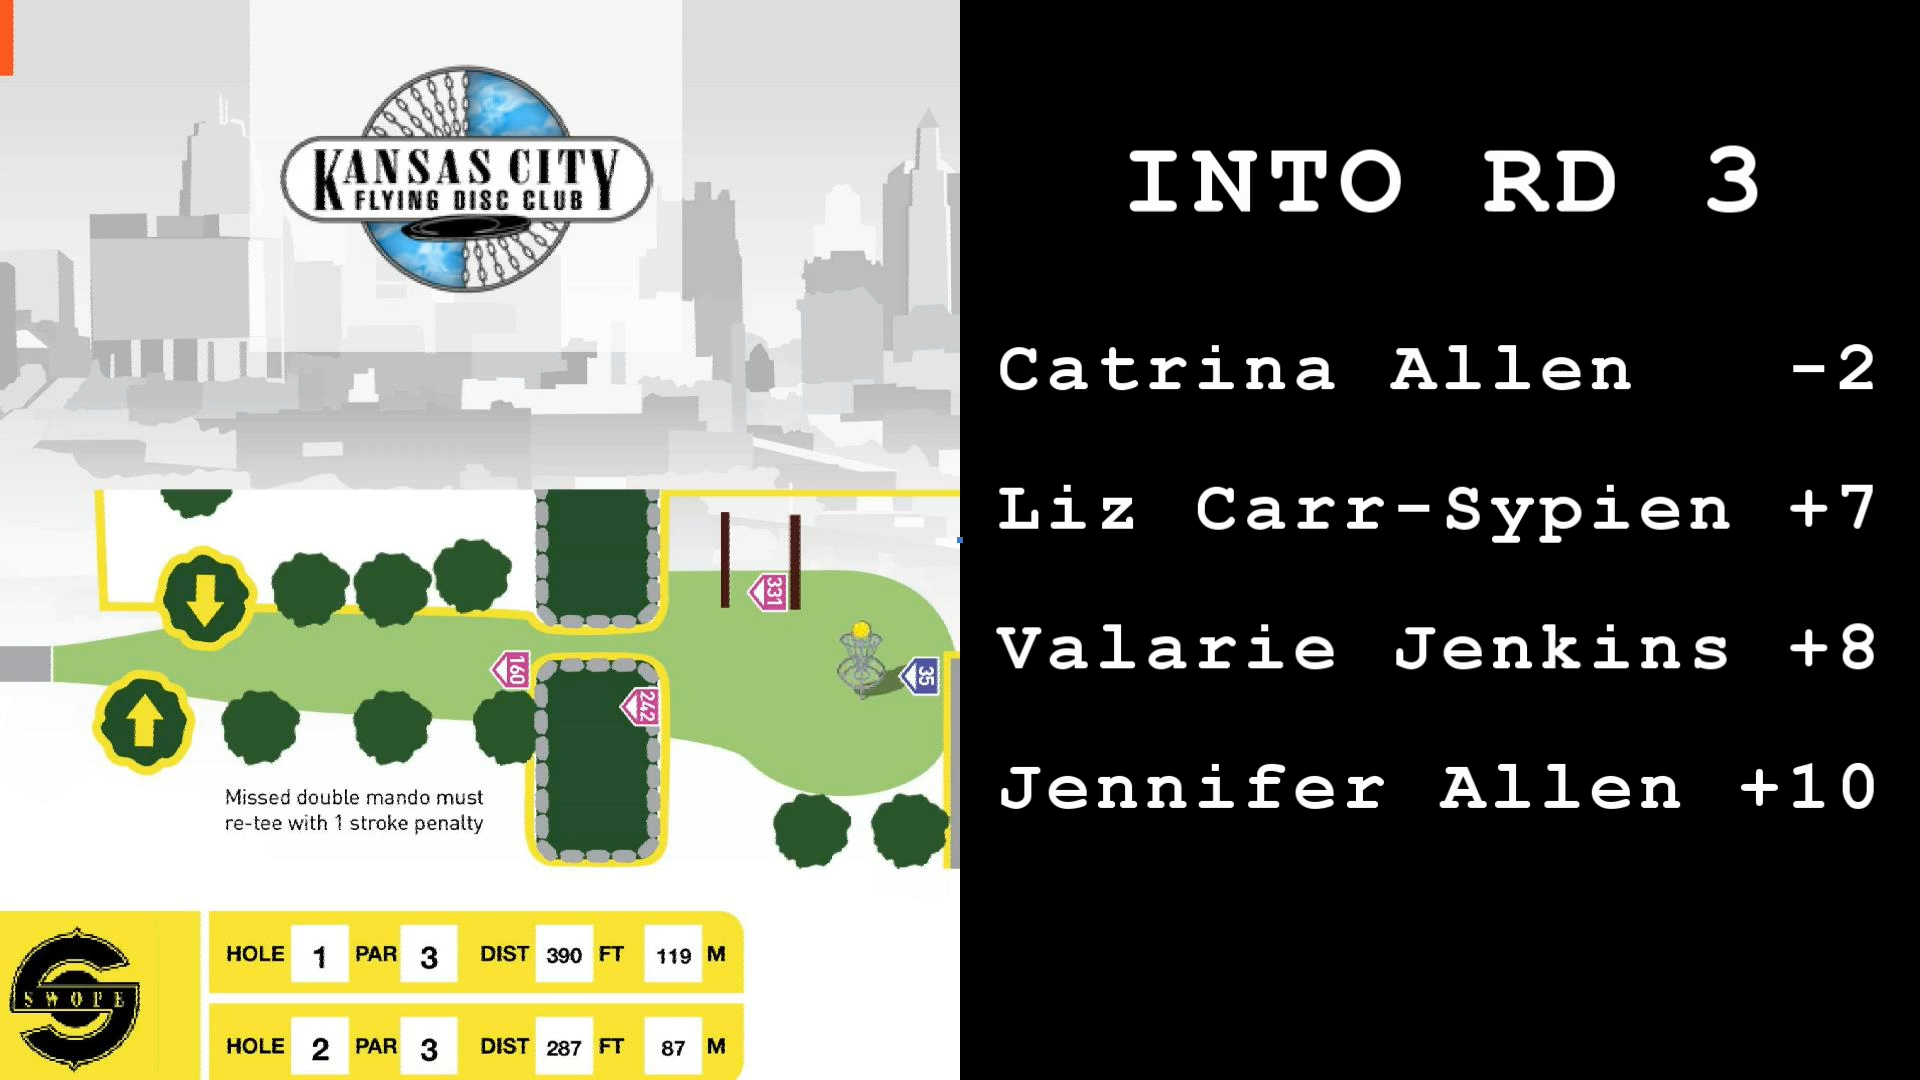 KANSAS CITY
FLYING DISC CLUB
331
160
242
35
Missed double mando must
re-tee with 1 stroke penalty
SWOPE
HOLE 1 PAR 3 DIST 390 FT 119 M
HOLE 2 PAR 3 DIST 287 FT 87 M
INTO RD 3
Catrina Allen -2
Liz Carr-Sypien +7
Valarie Jenkins +8
Jennifer Allen +10